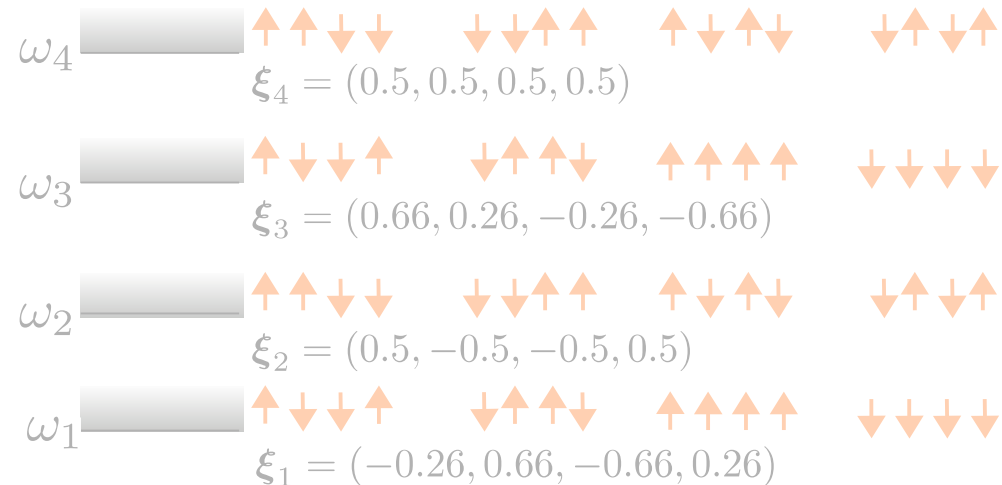 ω₄
ξ₄ = (0.5, 0.5, 0.5, 0.5)
ω₃
ξ₃ = (0.66, 0.26, −0.26, −0.66)
ω₂
ξ₂ = (0.5, −0.5, −0.5, 0.5)
ω₁
ξ₁ = (−0.26, 0.66, −0.66, 0.26)